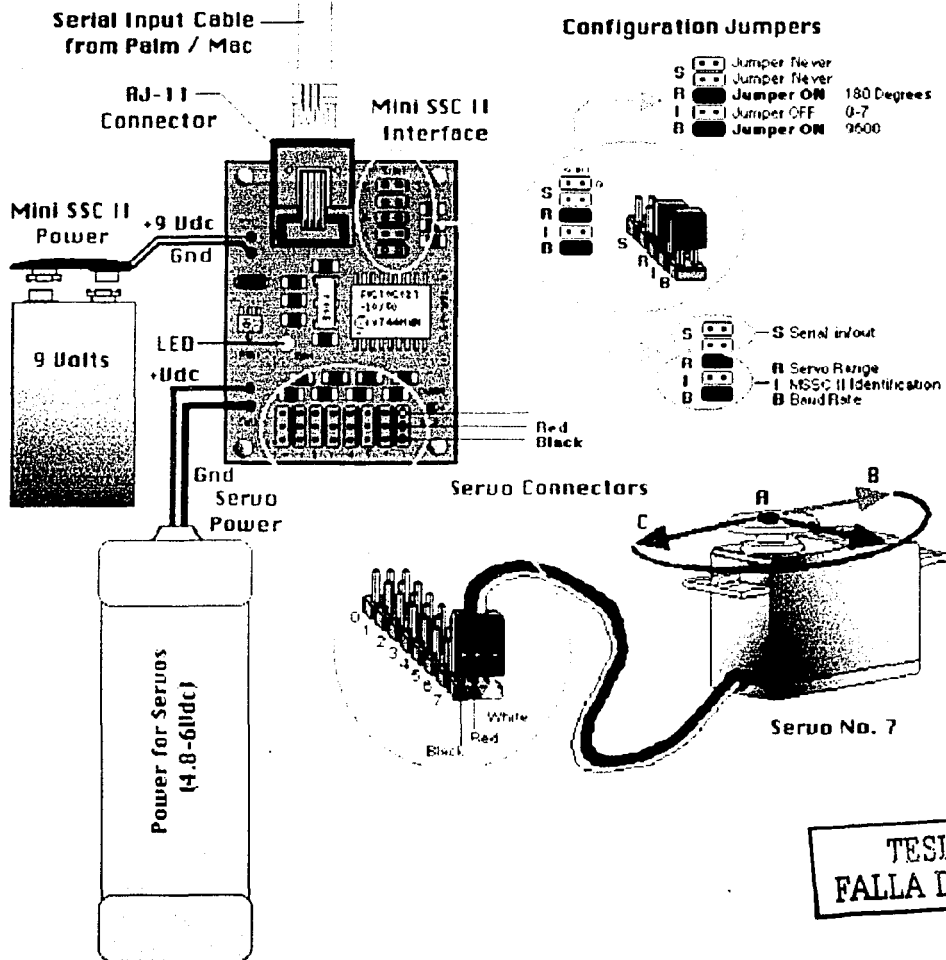 Serial Input Cable
from Palm / Mac
RJ-11
Connector
Mini SSC II
Interface
Configuration Jumpers
S
Jumper Never
Jumper Never
R Jumper ON 180 Degrees
I Jumper OFF 0-7
B Jumper ON 9600
Mini SSC II
Power
+9 Vdc
Gnd
S
R
I
B
S
R
I
B
9 Volts
LED
+Vdc
S
R
I
B
S Serial in/out
R Servo Range
I MSSC II Identification
B Baud Rate
Red
Black
Gnd
Servo
Power
Servo Connectors
A
B
C
0
1
2
3
4
5
6
7
White
Red
Black
Servo No. 7
Power for Servos
(4.8-6Vdc)
FALLA D